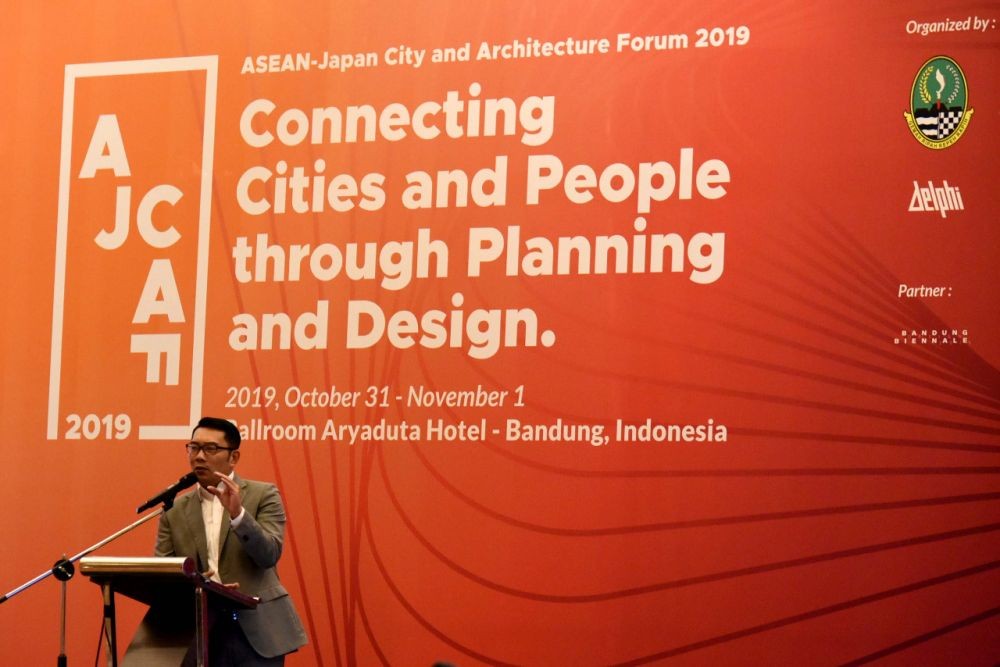 ASEAN-Japan City and Architecture Forum 2019
A
JC
A
F
2019
Connecting
Cities and People
through Planning
and Design.
2019, October 31 - November 1
allroom Aryaduta Hotel - Bandung, Indonesia
Organized by :
Delphi
Partner :
BANDUNG
BIENNALE